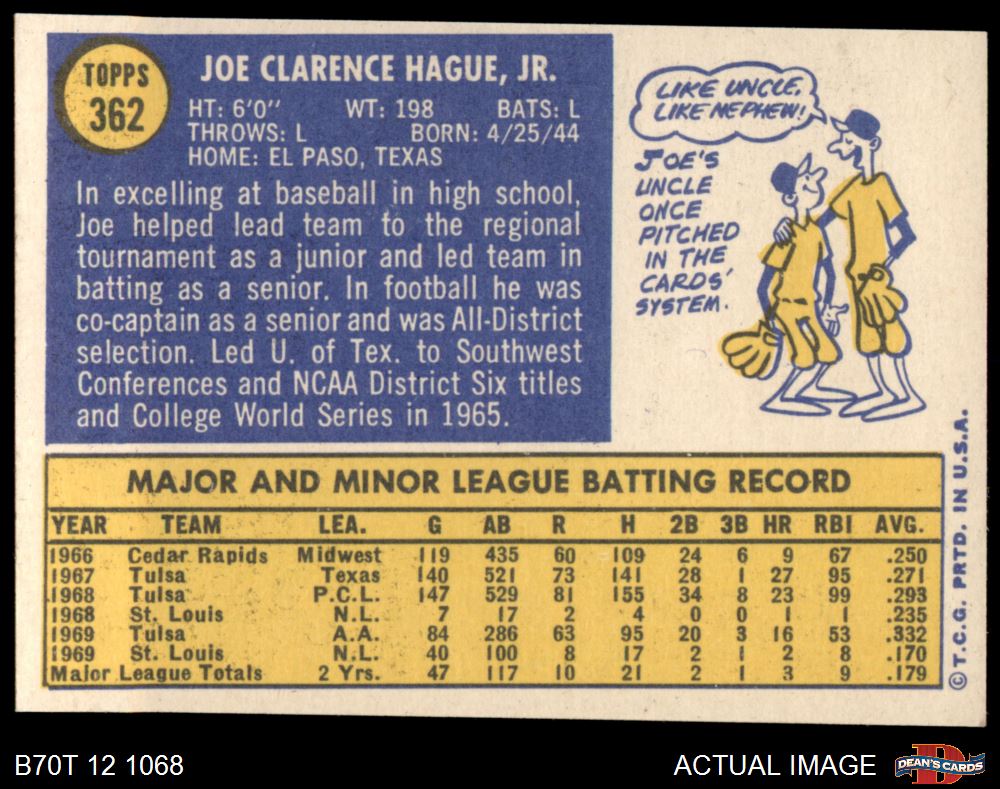 TOPPS
362
JOE CLARENCE HAGUE, JR.
HT: 6'0" WT: 198 BATS: L
THROWS: L BORN: 4/25/44
HOME: EL PASO, TEXAS
In excelling at baseball in high school,
Joe helped lead team to the regional
tournament as a junior and led team in
batting as a senior. In football he was
co-captain as a senior and was All-District
selection. Led U. of Tex. to Southwest
Conferences and NCAA District Six titles
and College World Series in 1965.
LIKE UNCLE,
LIKE NEPHEW!
JOE'S
UNCLE
ONCE
PITCHED
IN THE
CARDS'
SYSTEM.
MAJOR AND MINOR LEAGUE BATTING RECORD
YEAR TEAM LEA. G AB R H 2B 3B HR RBI AVG.
1966 Cedar Rapids Midwest 119 435 60 109 24 6 9 67 .250
1967 Tulsa Texas 140 521 73 141 28 1 27 95 .271
1968 Tulsa P.C.L. 147 529 81 155 34 8 23 99 .293
1968 St. Louis N.L. 7 17 2 4 0 0 1 1 .235
1969 Tulsa A.A. 84 286 63 95 20 3 16 53 .332
1969 St. Louis N.L. 40 100 8 17 2 1 2 8 .170
Major League Totals 2 Yrs. 47 117 10 21 2 1 3 9 .179
©T.C.G. PRTD. IN U.S.A.
B70T 12 1068
ACTUAL IMAGE
D
DEAN'S CARDS